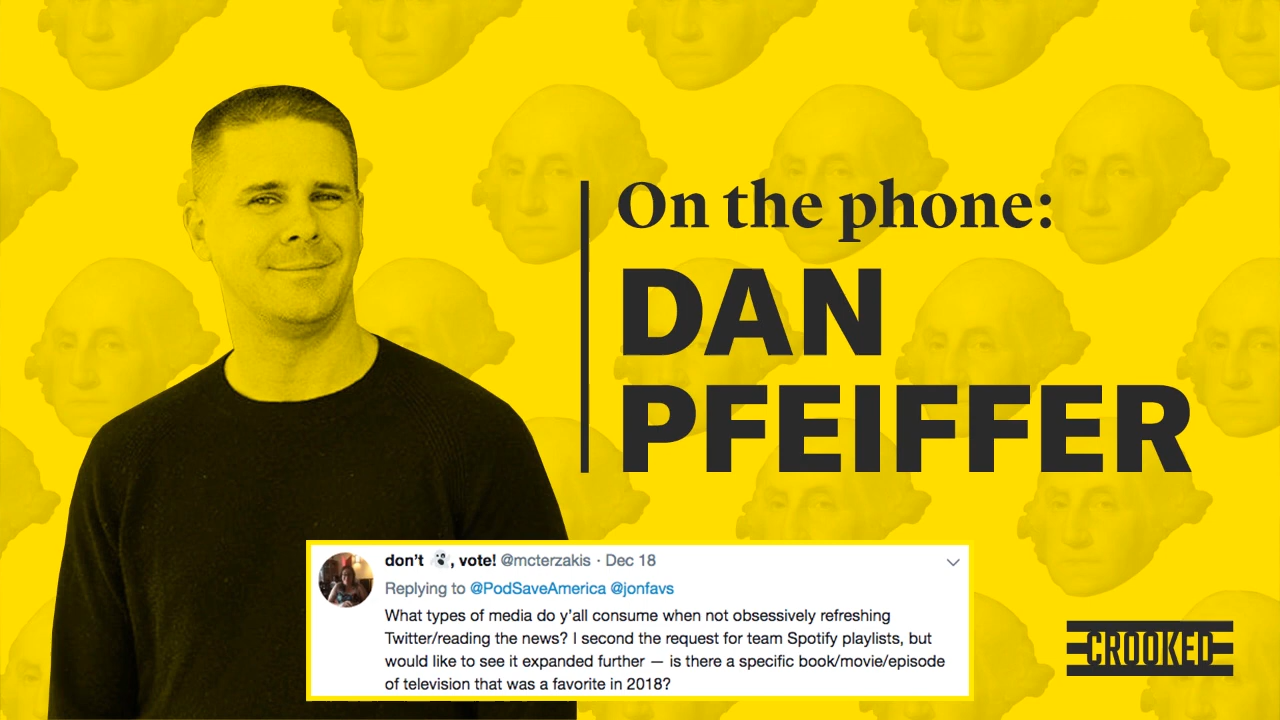 On the phone:
DAN
PFEIFFER
don't 👻, vote! @mcterzakis · Dec 18
Replying to @PodSaveAmerica @jonfavs
What types of media do y'all consume when not obsessively refreshing
Twitter/reading the news? I second the request for team Spotify playlists, but
would like to see it expanded further — is there a specific book/movie/episode
of television that was a favorite in 2018?
CROOKED